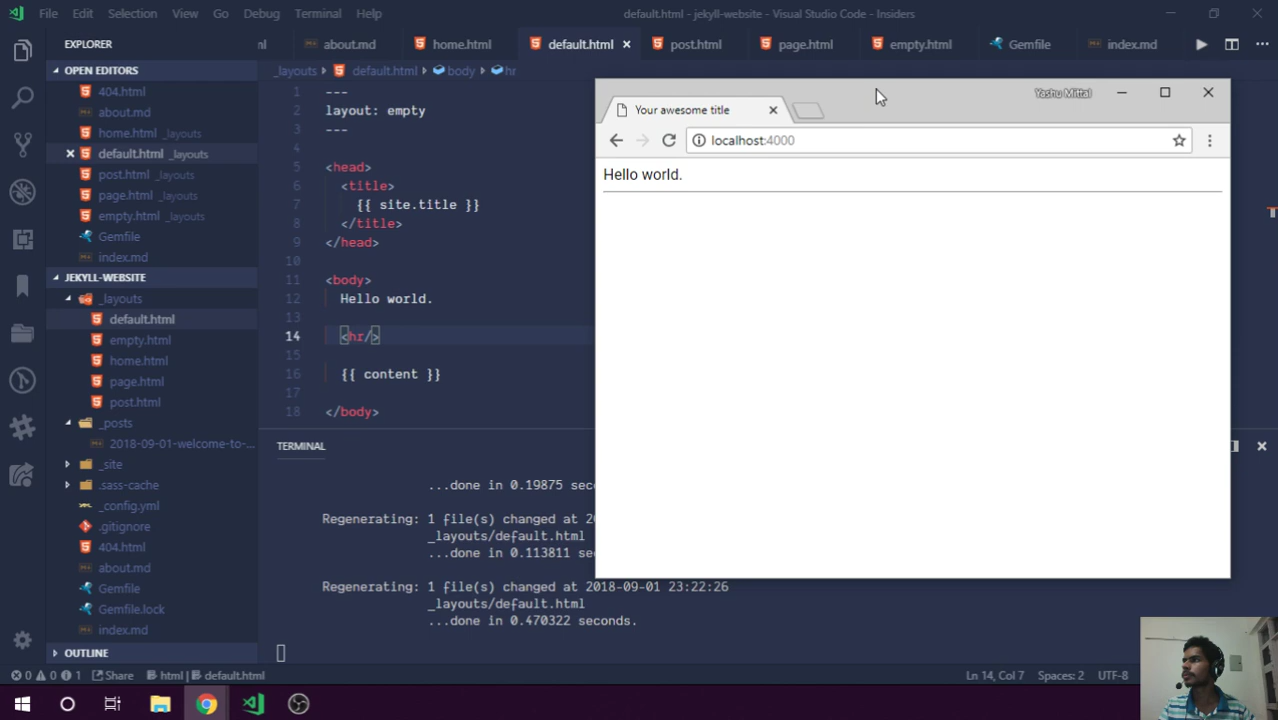 File Edit Selection View Go Debug Terminal Help
default.html - jekyll-website - Visual Studio Code - Insiders
EXPLORER
OPEN EDITORS
404.html
about.md
home.html _layouts
default.html _layouts
post.html _layouts
page.html _layouts
empty.html _layouts
Gemfile
index.md
JEKYLL-WEBSITE
_layouts
default.html
empty.html
home.html
page.html
post.html
_posts
2018-09-01-welcome-to-...
_site
.sass-cache
_config.yml
.gitignore
404.html
about.md
Gemfile
Gemfile.lock
index.md
OUTLINE
ml about.md home.html default.html post.html page.html empty.html Gemfile index.md
_layouts default.html body hr
1 ---
2 layout: empty
3 ---
4
5 <head>
6 <title>
7 {{ site.title }}
8 </title>
9 </head>
10
11 <body>
12 Hello world.
13
14 <hr/>
15
16 {{ content }}
17
18 </body>
TERMINAL
...done in 0.19875 sec
Regenerating: 1 file(s) changed at 2
_layouts/default.html
...done in 0.113811 se
Regenerating: 1 file(s) changed at 2018-09-01 23:22:26
_layouts/default.html
...done in 0.470322 seconds.
Your awesome title
Yashu Mittal
localhost:4000
Hello world.
0 0 1 Share html | default.html
Ln 14, Col 7 Spaces: 2 UTF-8